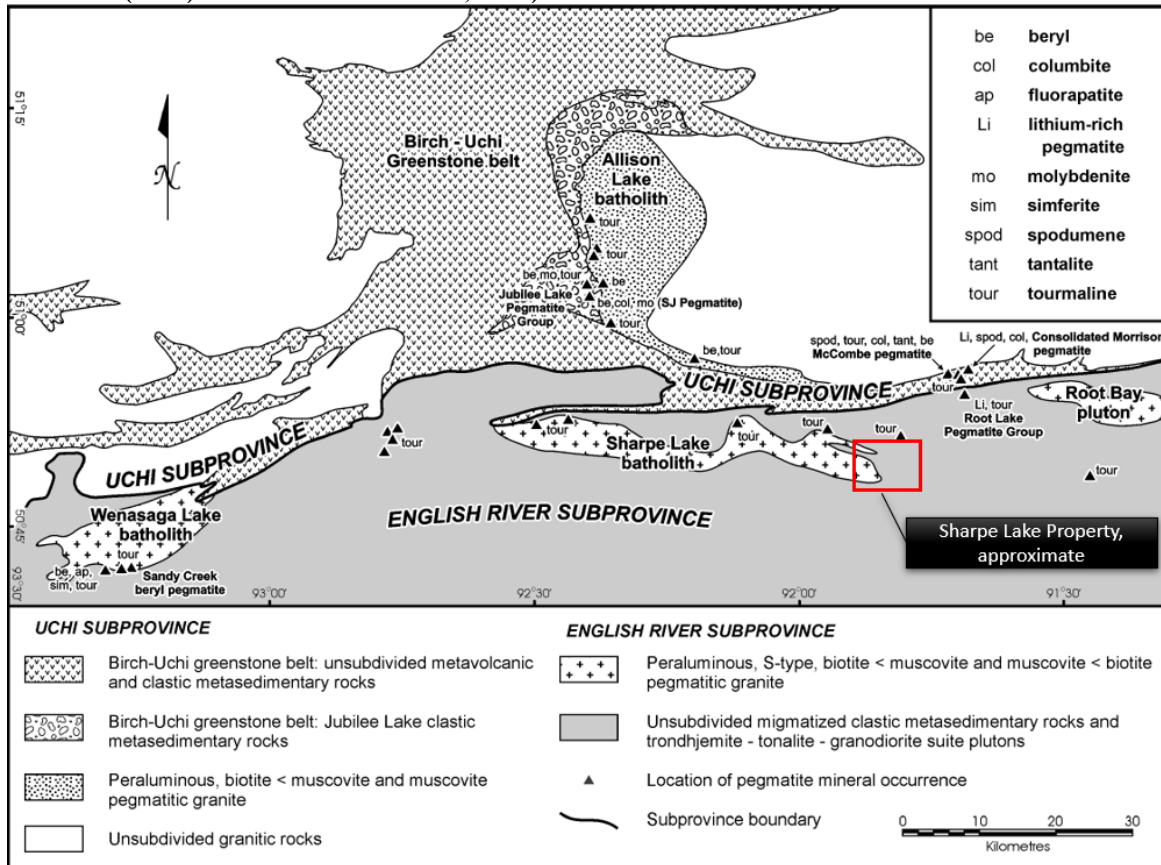 be beryl
col columbite
ap fluorapatite
Li lithium-rich
pegmatite
mo molybdenite
sim simferite
spod spodumene
tant tantalite
tour tourmaline
51°15'
N
Birch - Uchi
Greenstone belt
Allison
Lake
batholith
tour
tour
be,mo,tour
be
Jubilee Lake
Pegmatite
Group
be,col, mo (SJ Pegmatite)
tour
51°00'
be,tour
spod, tour, col, tant, be
McCombe pegmatite
Li, spod, col, Consolidated Morrison
pegmatite
tour
Li, tour
Root Lake
Pegmatite Group
Root Bay
pluton
UCHI SUBPROVINCE
UCHI SUBPROVINCE
tour
tour
Sharpe Lake
batholith
tour
tour
tour
tour
ENGLISH RIVER SUBPROVINCE
Sharpe Lake Property,
approximate
50°45'
Wenasaga Lake
batholith
tour
be, ap,
sim, tour
Sandy Creek
beryl pegmatite
93°30'
93°00'
92°30'
92°00'
91°30'
UCHI SUBPROVINCE
Birch-Uchi greenstone belt: unsubdivided metavolcanic
and clastic metasedimentary rocks
Birch-Uchi greenstone belt: Jubilee Lake clastic
metasedimentary rocks
Peraluminous, biotite < muscovite and muscovite
pegmatitic granite
Unsubdivided granitic rocks
ENGLISH RIVER SUBPROVINCE
Peraluminous, S-type, biotite < muscovite and muscovite < biotite
pegmatitic granite
Unsubdivided migmatized clastic metasedimentary rocks and
trondhjemite - tonalite - granodiorite suite plutons
Location of pegmatite mineral occurrence
Subprovince boundary
0 10 20 30
Kilometres